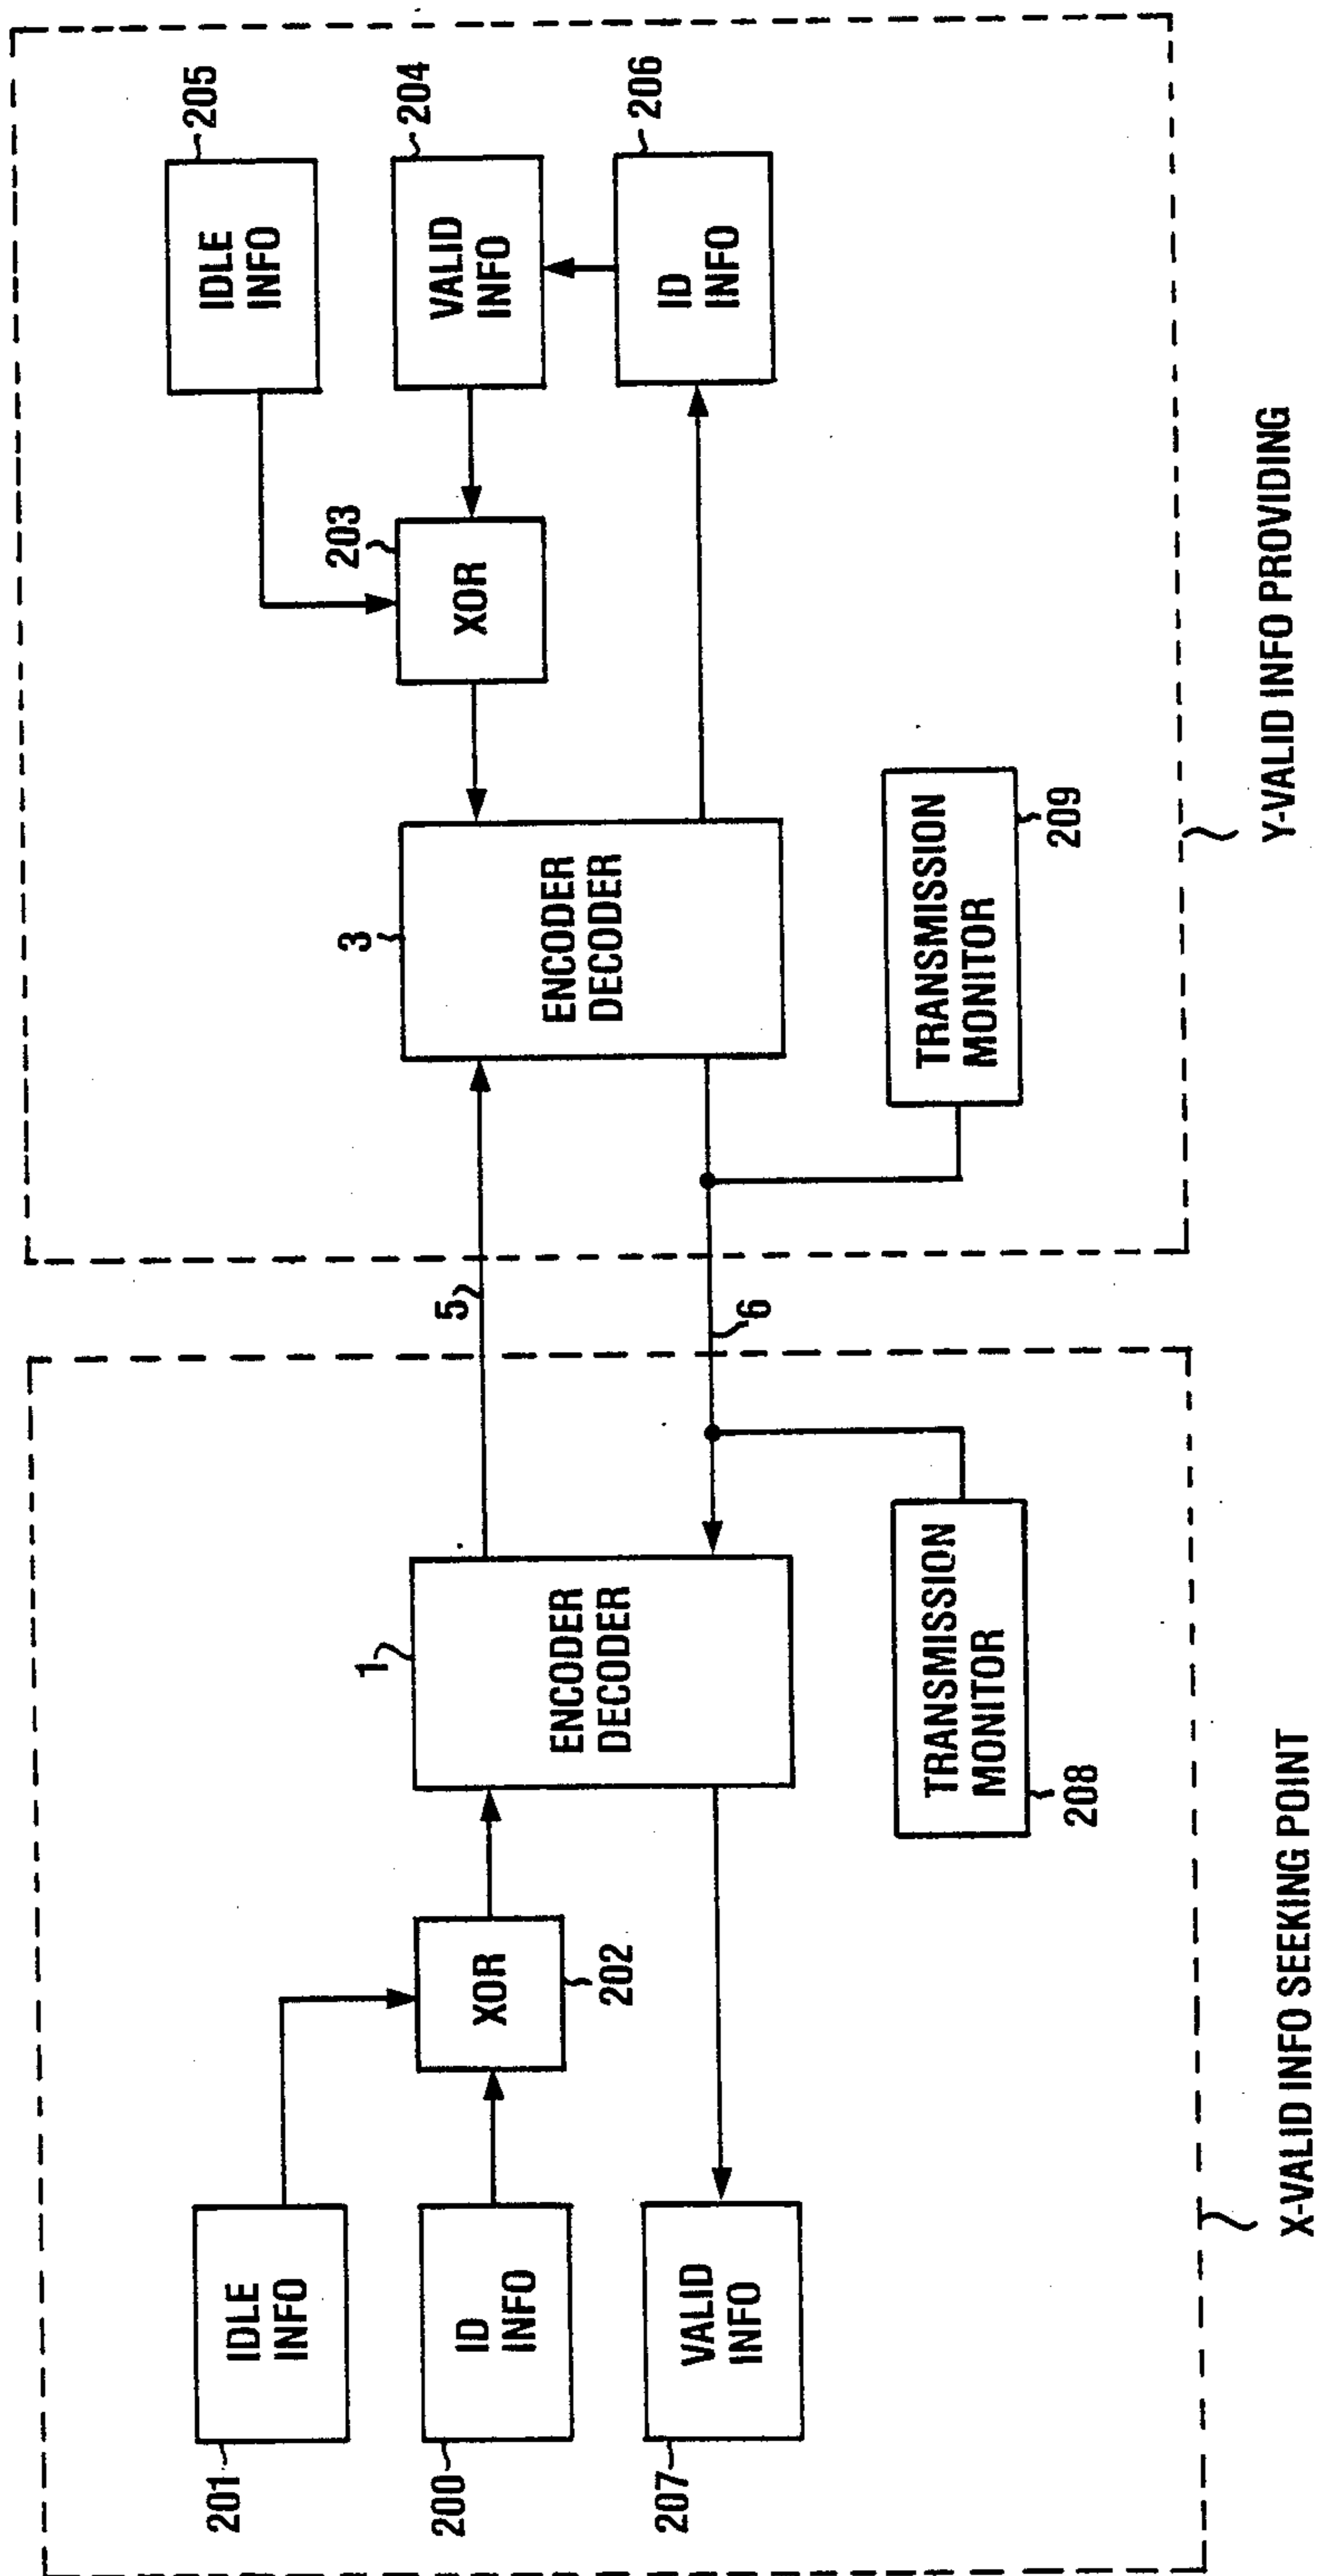 201
IDLE
INFO
200
ID
INFO
207
VALID
INFO
XOR
202
1
ENCODER
DECODER
TRANSMISSION
MONITOR
208
X-VALID INFO SEEKING POINT
5
6
3
ENCODER
DECODER
TRANSMISSION
MONITOR
209
203
XOR
205
IDLE
INFO
204
VALID
INFO
206
ID
INFO
Y-VALID INFO PROVIDING